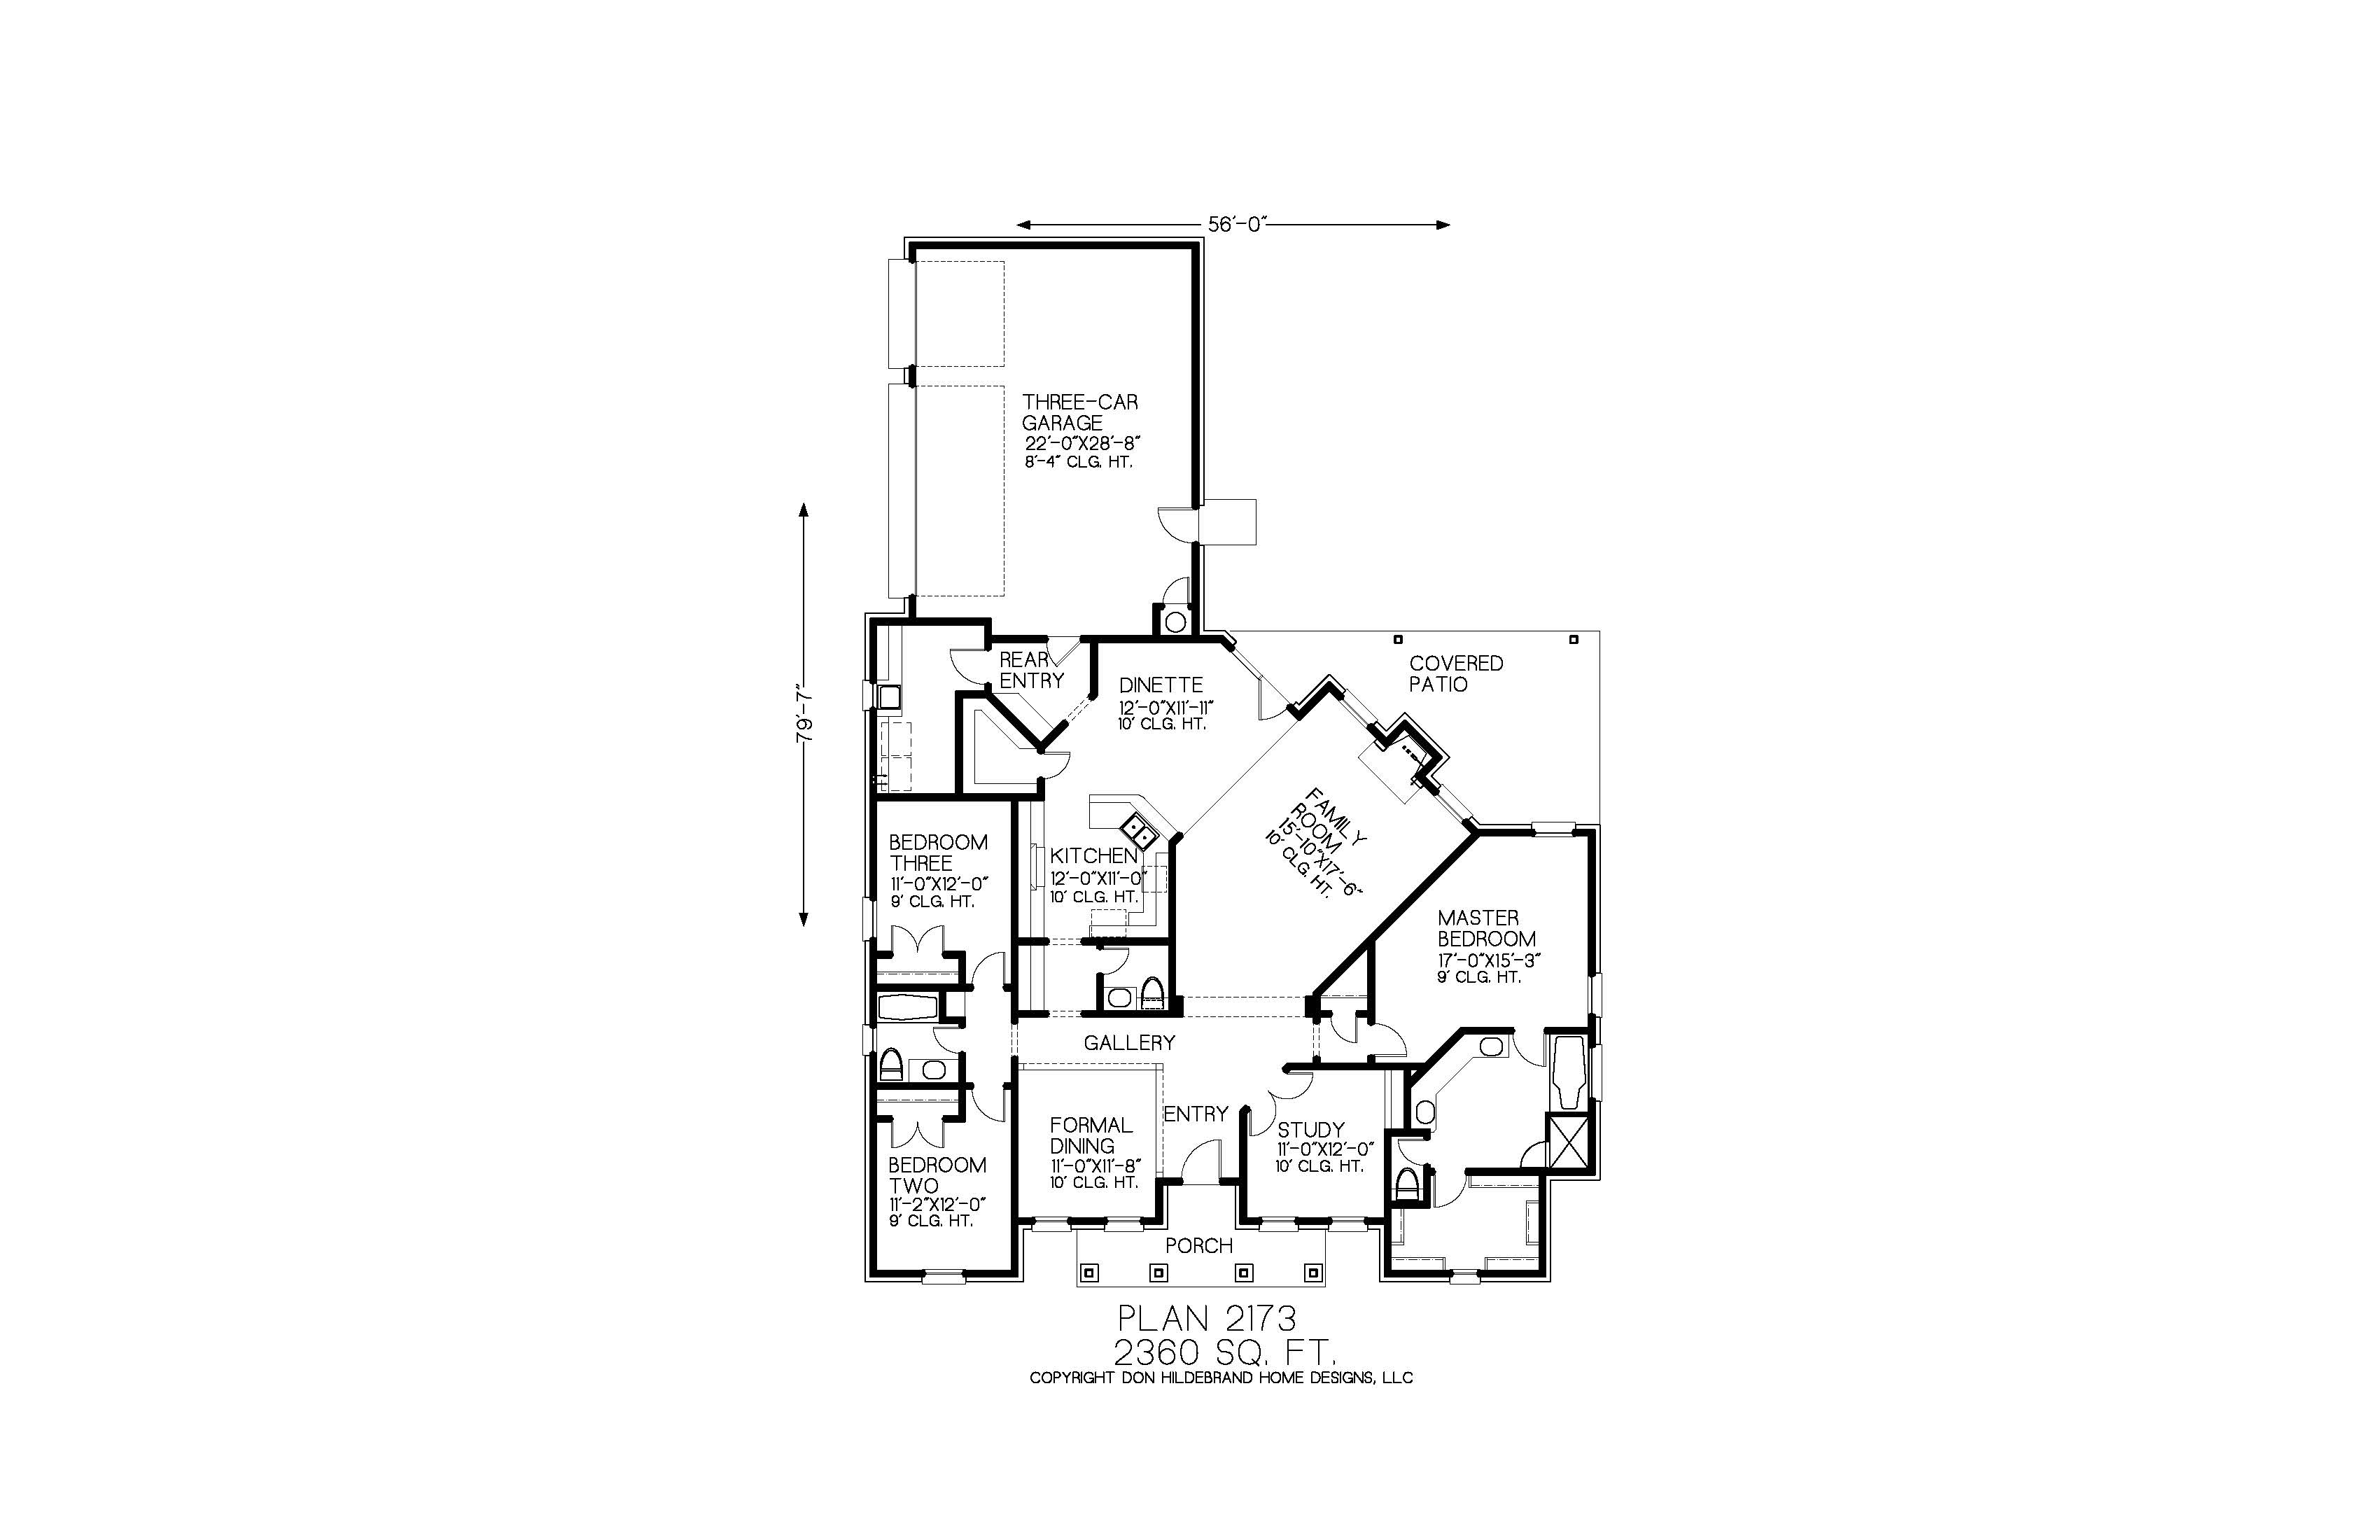 56'-0"
THREE-CAR
GARAGE
22'-0"X28'-8"
8'-4" CLG. HT.
79'-7"
REAR
ENTRY
DINETTE
12'-0"X11'-11"
10' CLG. HT.
COVERED
PATIO
FAMILY
ROOM
15'-10"X17'-6"
10' CLG. HT.
BEDROOM
THREE
11'-0"X12'-0"
9' CLG. HT.
KITCHEN
12'-0"X11'-0"
10' CLG. HT.
MASTER
BEDROOM
17'-0"X15'-3"
9' CLG. HT.
GALLERY
ENTRY
FORMAL
DINING
11'-0"X11'-8"
10' CLG. HT.
STUDY
11'-0"X12'-0"
10' CLG. HT.
BEDROOM
TWO
11'-2"X12'-0"
9' CLG. HT.
PORCH
PLAN 2173
2360 SQ. FT.
COPYRIGHT DON HILDEBRAND HOME DESIGNS, LLC